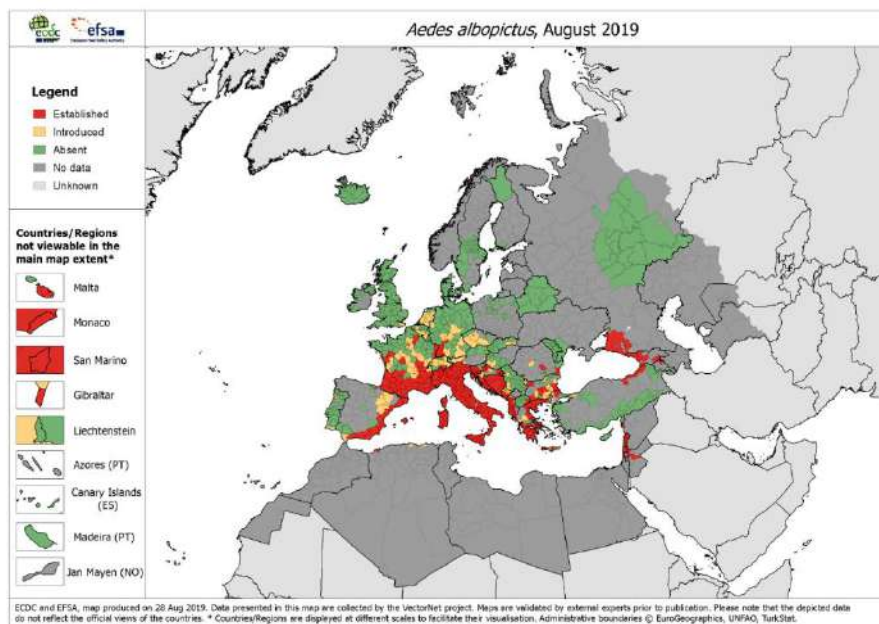 ecdc
efsa
Aedes albopictus, August 2019
Legend
Established
Introduced
Absent
No data
Unknown
Countries/Regions
not viewable in the
main map extent*
Malta
Monaco
San Marino
Gibraltar
Liechtenstein
Azores (PT)
Canary Islands
(ES)
Madeira (PT)
Jan Mayen (NO)
ECDC and EFSA, map produced on 28 Aug 2019. Data presented in this map are collected by the VectorNet project. Maps are validated by external experts prior to publication. Please note that the depicted data
do not reflect the official views of the countries. * Countries/Regions are displayed at different scales to facilitate their visualisation. Administrative boundaries © EuroGeographics, UNFAO, TurkStat.